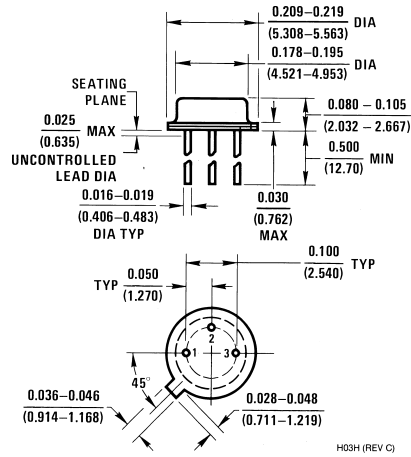 0.209–0.219 DIA
(5.308–5.563)
0.178–0.195 DIA
(4.521–4.953)
SEATING
PLANE
0.025 MAX
(0.635)
UNCONTROLLED
LEAD DIA
0.080 – 0.105
(2.032 – 2.667)
0.500 MIN
(12.70)
0.016–0.019
(0.406–0.483)
DIA TYP
0.030
(0.762)
MAX
0.100 TYP
(2.540)
TYP 0.050
(1.270)
2
1
3
45°
0.036–0.046
(0.914–1.168)
0.028–0.048
(0.711–1.219)
H03H (REV C)